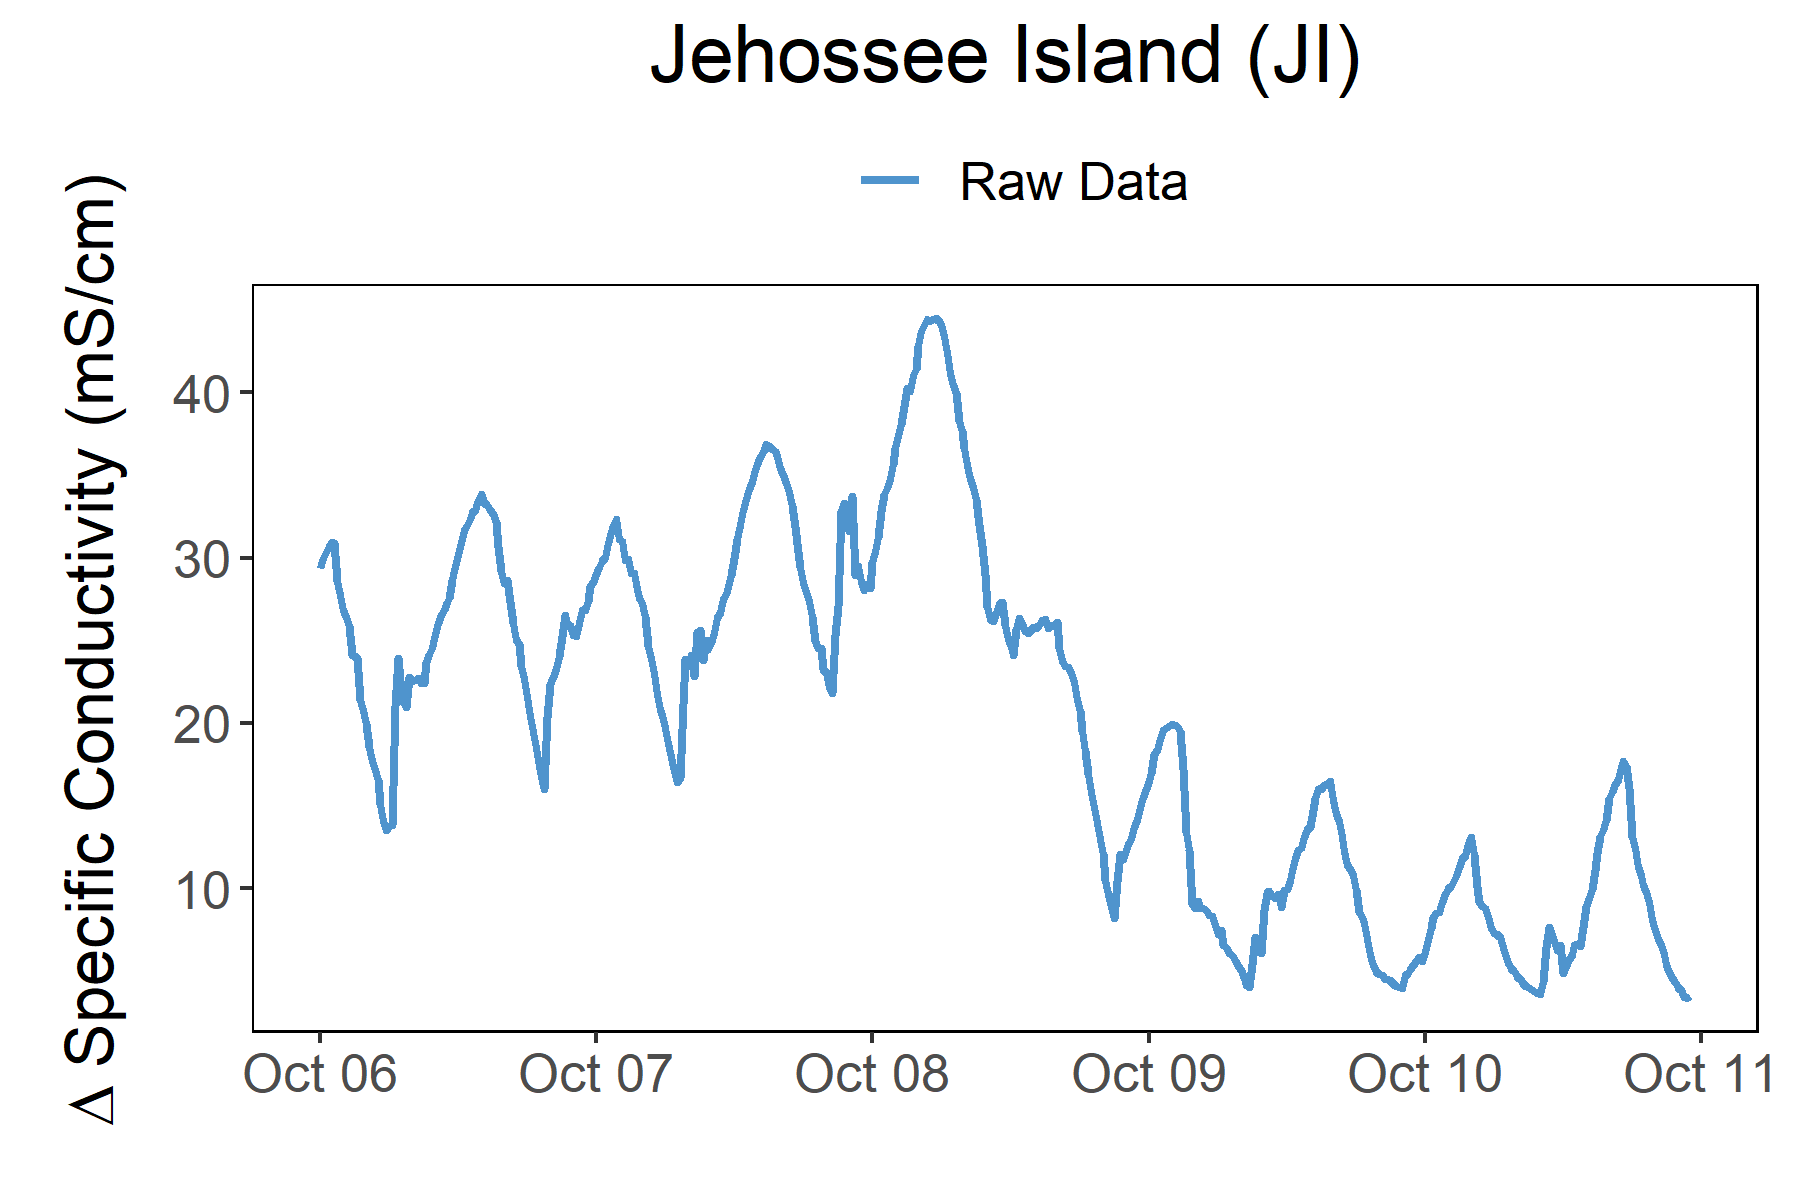 Jehossee Island (JI)
Raw Data
Δ Specific Conductivity (mS/cm)
40
30
20
10
Oct 06 Oct 07 Oct 08 Oct 09 Oct 10 Oct 11